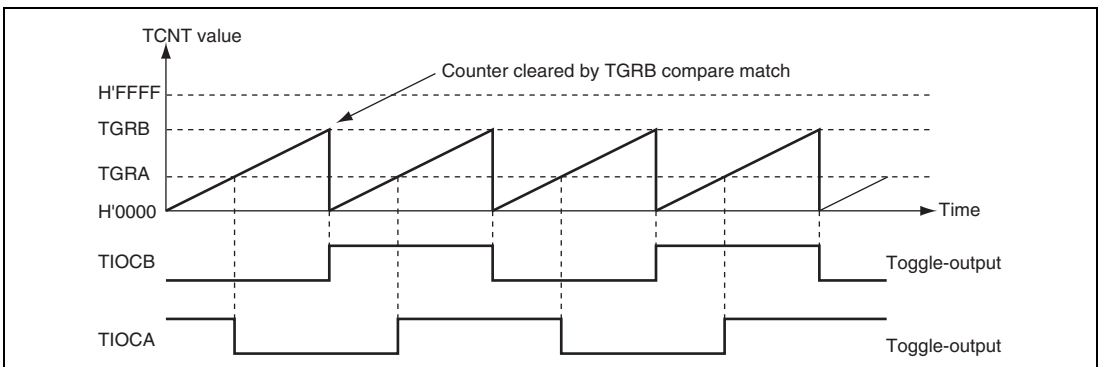 TCNT value
Counter cleared by TGRB compare match
H'FFFF
TGRB
TGRA
H'0000
Time
TIOCB
Toggle-output
TIOCA
Toggle-output